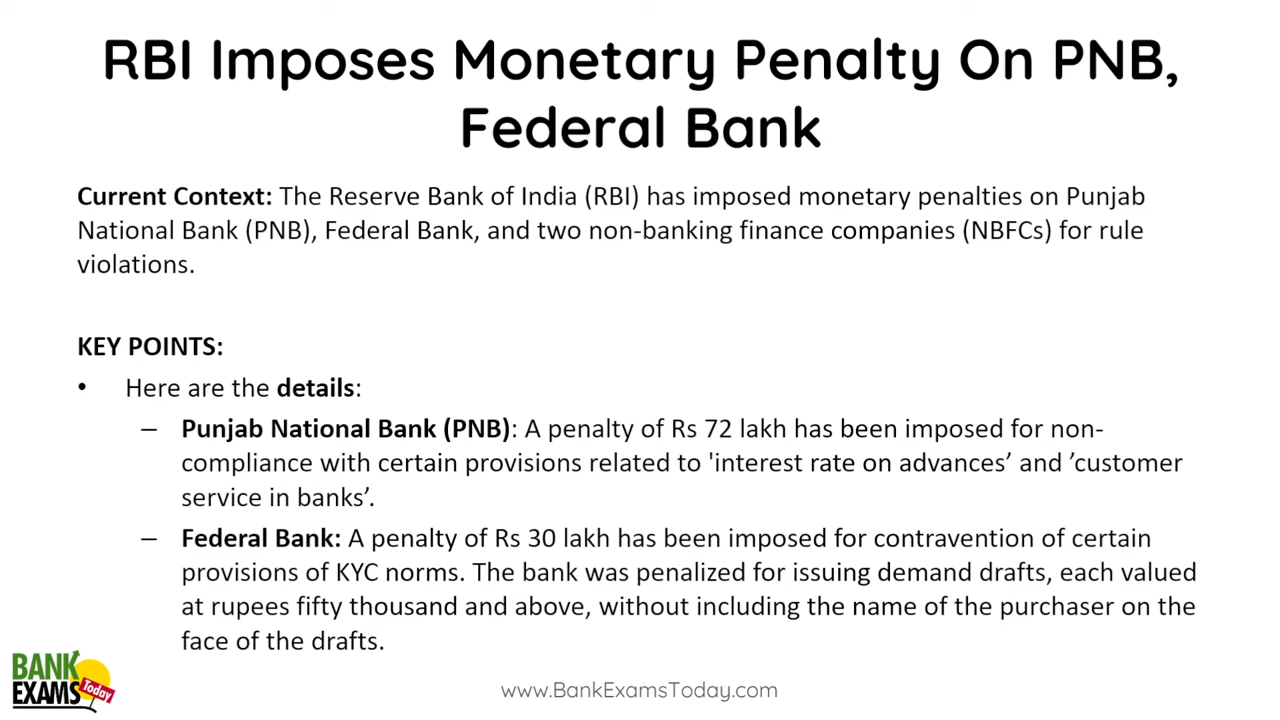 RBI Imposes Monetary Penalty On PNB,
Federal Bank
Current Context: The Reserve Bank of India (RBI) has imposed monetary penalties on Punjab
National Bank (PNB), Federal Bank, and two non-banking finance companies (NBFCs) for rule
violations.
KEY POINTS:
• Here are the details:
– Punjab National Bank (PNB): A penalty of Rs 72 lakh has been imposed for non-
compliance with certain provisions related to 'interest rate on advances’ and ’customer
service in banks’.
– Federal Bank: A penalty of Rs 30 lakh has been imposed for contravention of certain
provisions of KYC norms. The bank was penalized for issuing demand drafts, each valued
at rupees fifty thousand and above, without including the name of the purchaser on the
face of the drafts.
BANK
EXAMS Today
www.BankExamsToday.com